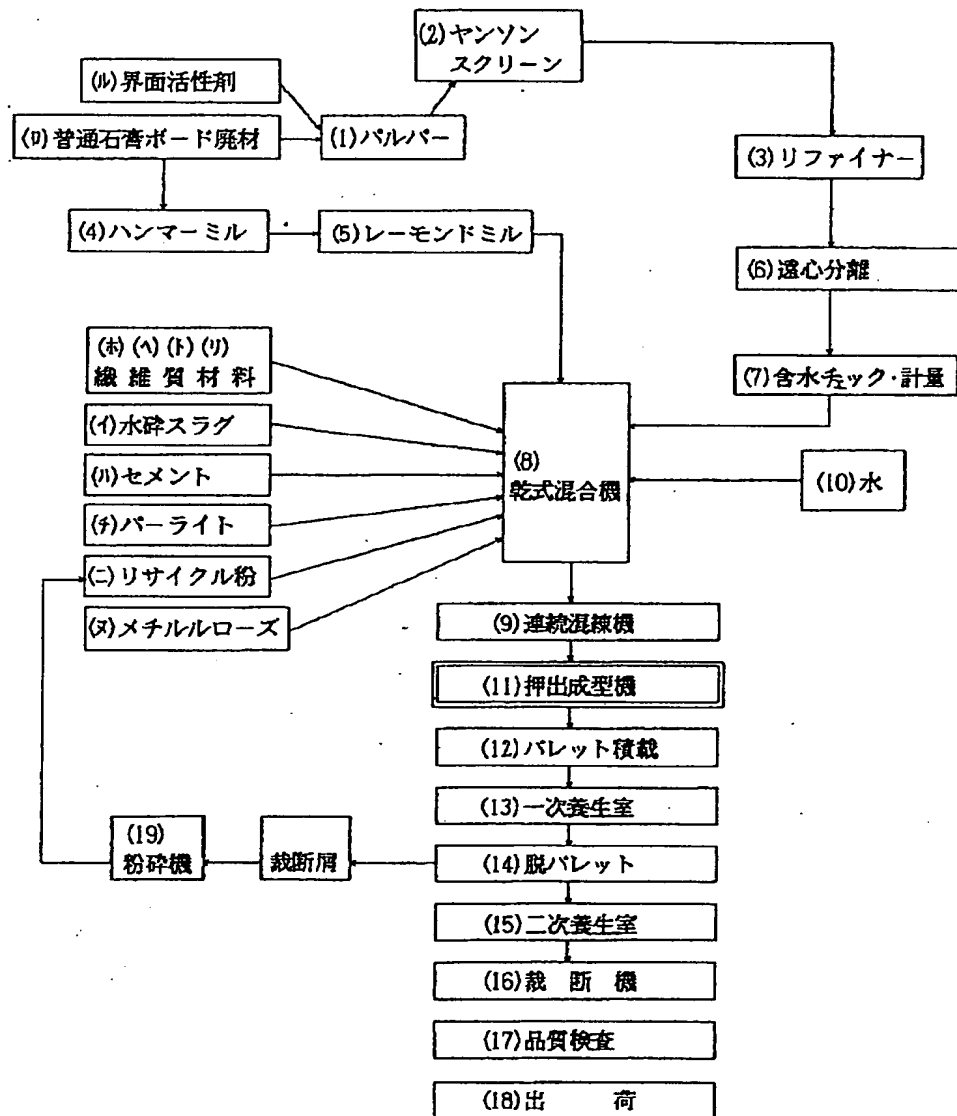 (2)ヤンソン
スクリーン
(ル)界面活性剤
(ロ)普通石膏ボード廃材
(1)パルパー
(3)リファイナー
(4)ハンマーミル
(5)レーモンドミル
(6)遠心分離
(ホ)(ヘ)(ト)(リ)
繊維質材料
(7)含水チェック・計量
(イ)水砕スラグ
(8)
乾式混合機
(10)水
(ハ)セメント
(チ)パーライト
(ニ)リサイクル粉
(ヌ)メチルルローズ
(9)連続混練機
(11)押出成型機
(12)パレット積載
(13)一次養生室
(19)
粉砕機
裁断屑
(14)脱パレット
(15)二次養生室
(16)裁断機
(17)品質検査
(18)出荷